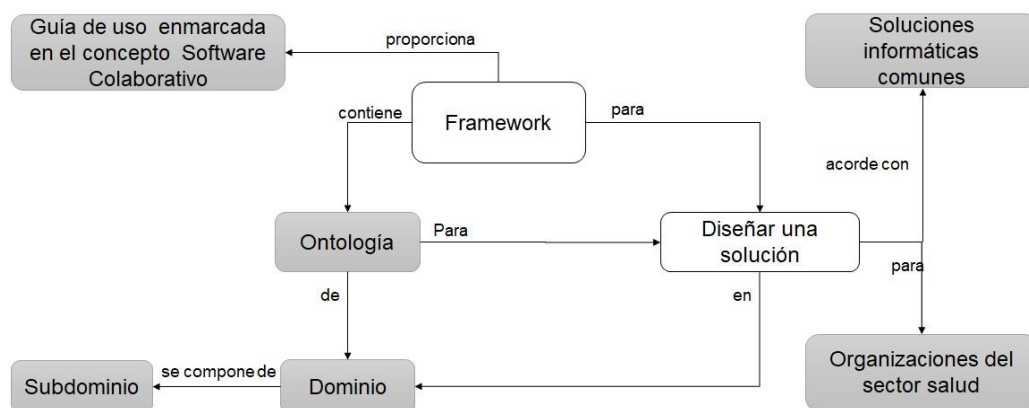 Guía de uso enmarcada
en el concepto Software
Colaborativo
proporciona
Soluciones
informáticas
comunes
contiene
Framework
para
acorde con
Ontología
Para
Diseñar una
solución
para
de
en
Subdominio
se compone de
Dominio
Organizaciones del
sector salud